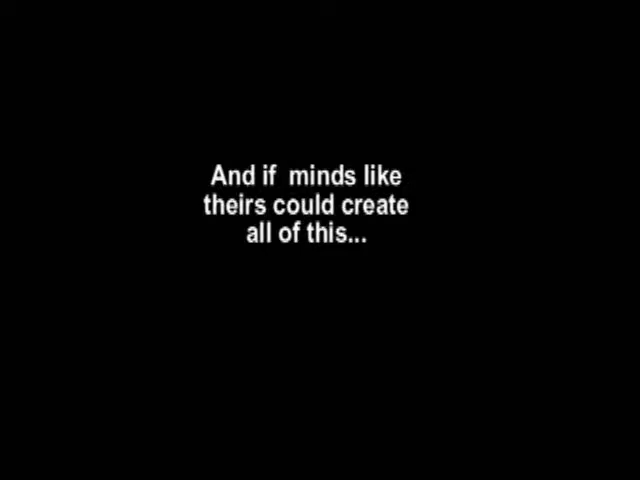 And if  minds like
theirs could create
all of this...